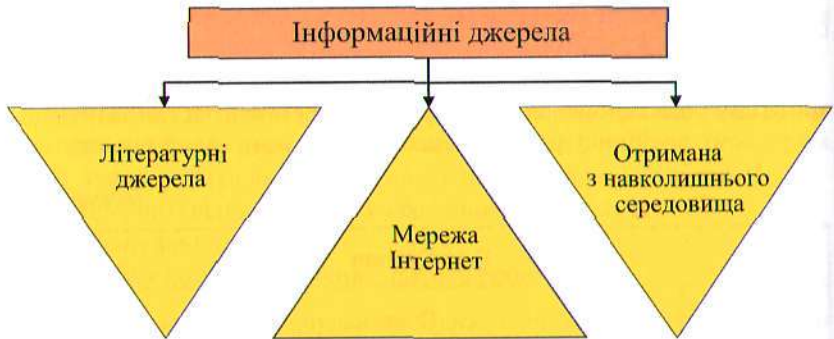 Інформаційні джерела
Літературні
джерела
Мережа
Інтернет
Отримана
з навколишнього
середовища